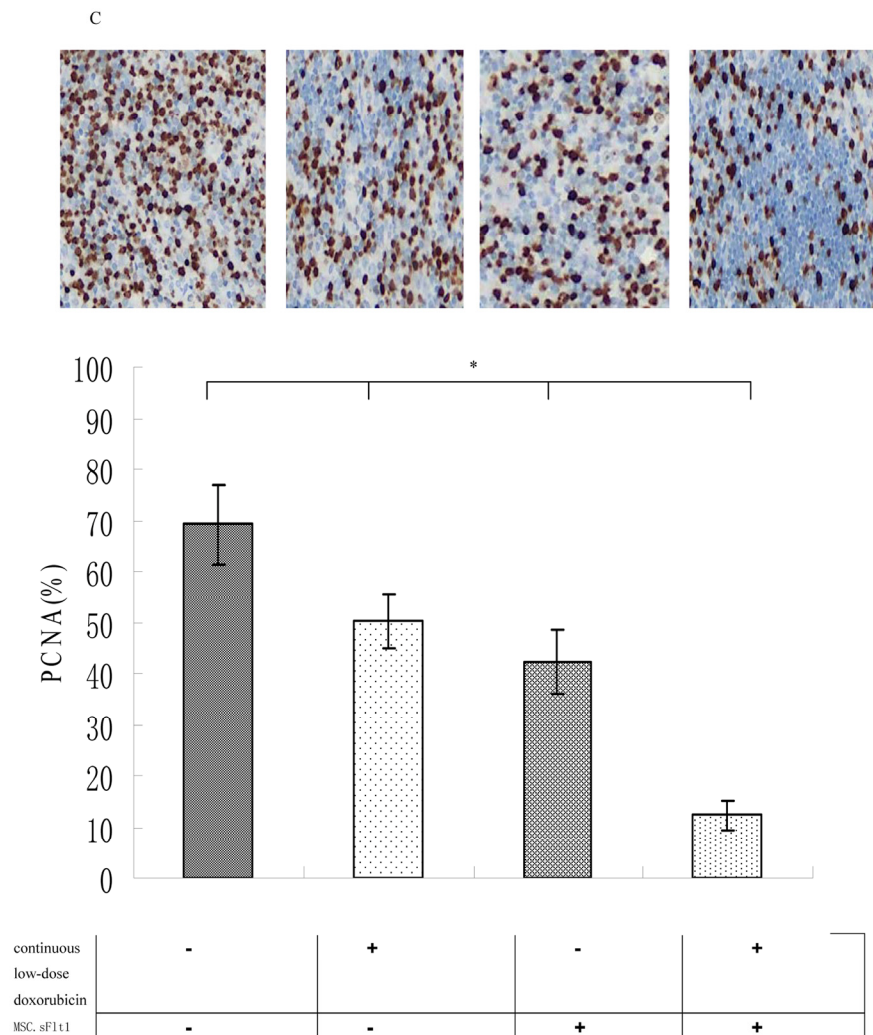 C
*
100
90
80
70
60
50
40
30
20
10
0
PCNA(%)
continuous - + - +
low-dose
doxorubicin
MSC. sFlt1 - - + +